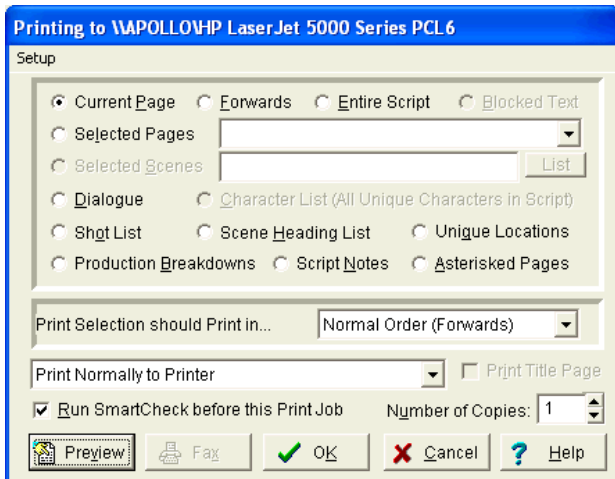 Printing to \\APOLLO\HP LaserJet 5000 Series PCL6
Setup
Current Page Forwards Entire Script Blocked Text
Selected Pages
Selected Scenes List
Dialogue Character List (All Unique Characters in Script)
Shot List Scene Heading List Unique Locations
Production Breakdowns Script Notes Asterisked Pages
Print Selection should Print in... Normal Order (Forwards)
Print Normally to Printer Print Title Page
Run SmartCheck before this Print Job Number of Copies: 1
Preview Fax OK Cancel Help